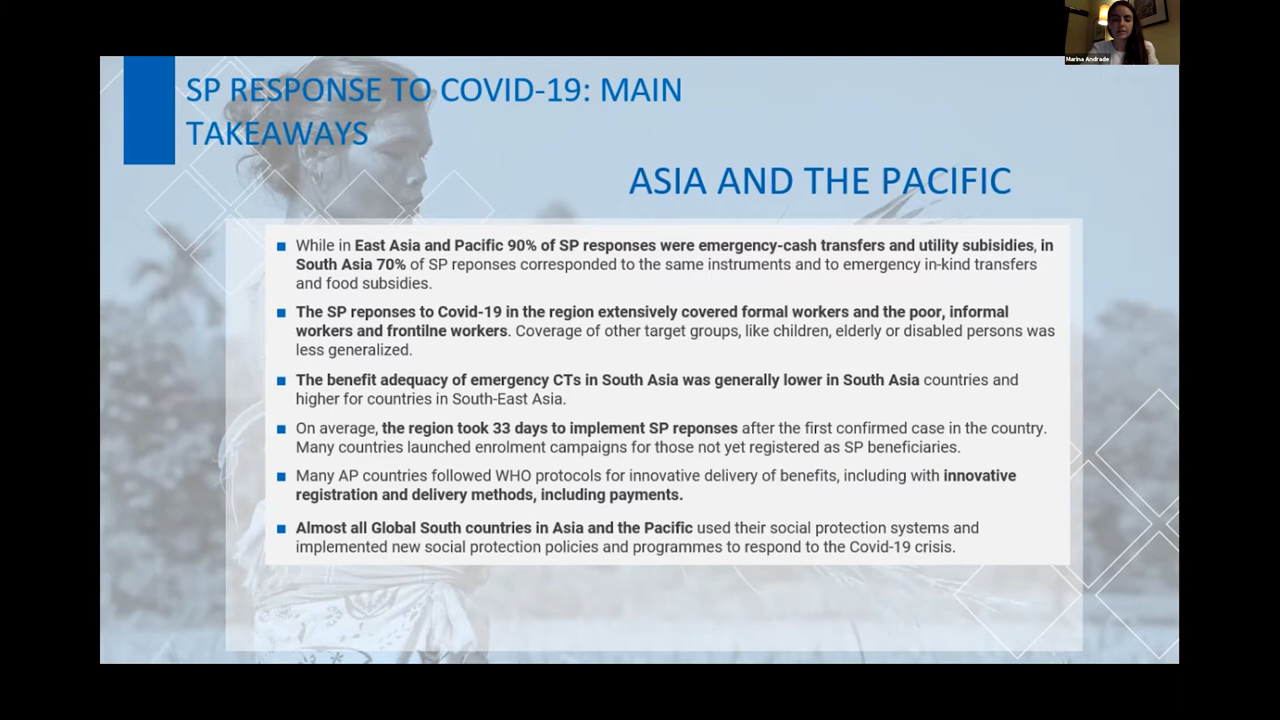 Marina Andrade
SP RESPONSE TO COVID-19: MAIN
TAKEAWAYS
ASIA AND THE PACIFIC
While in East Asia and Pacific 90% of SP responses were emergency-cash transfers and utility subisidies, in
South Asia 70% of SP reponses corresponded to the same instruments and to emergency in-kind transfers
and food subsidies.
The SP reponses to Covid-19 in the region extensively covered formal workers and the poor, informal
workers and frontilne workers. Coverage of other target groups, like children, elderly or disabled persons was
less generalized.
The benefit adequacy of emergency CTs in South Asia was generally lower in South Asia countries and
higher for countries in South-East Asia.
On average, the region took 33 days to implement SP reponses after the first confirmed case in the country.
Many countries launched enrolment campaigns for those not yet registered as SP beneficiaries.
Many AP countries followed WHO protocols for innovative delivery of benefits, including with innovative
registration and delivery methods, including payments.
Almost all Global South countries in Asia and the Pacific used their social protection systems and
implemented new social protection policies and programmes to respond to the Covid-19 crisis.